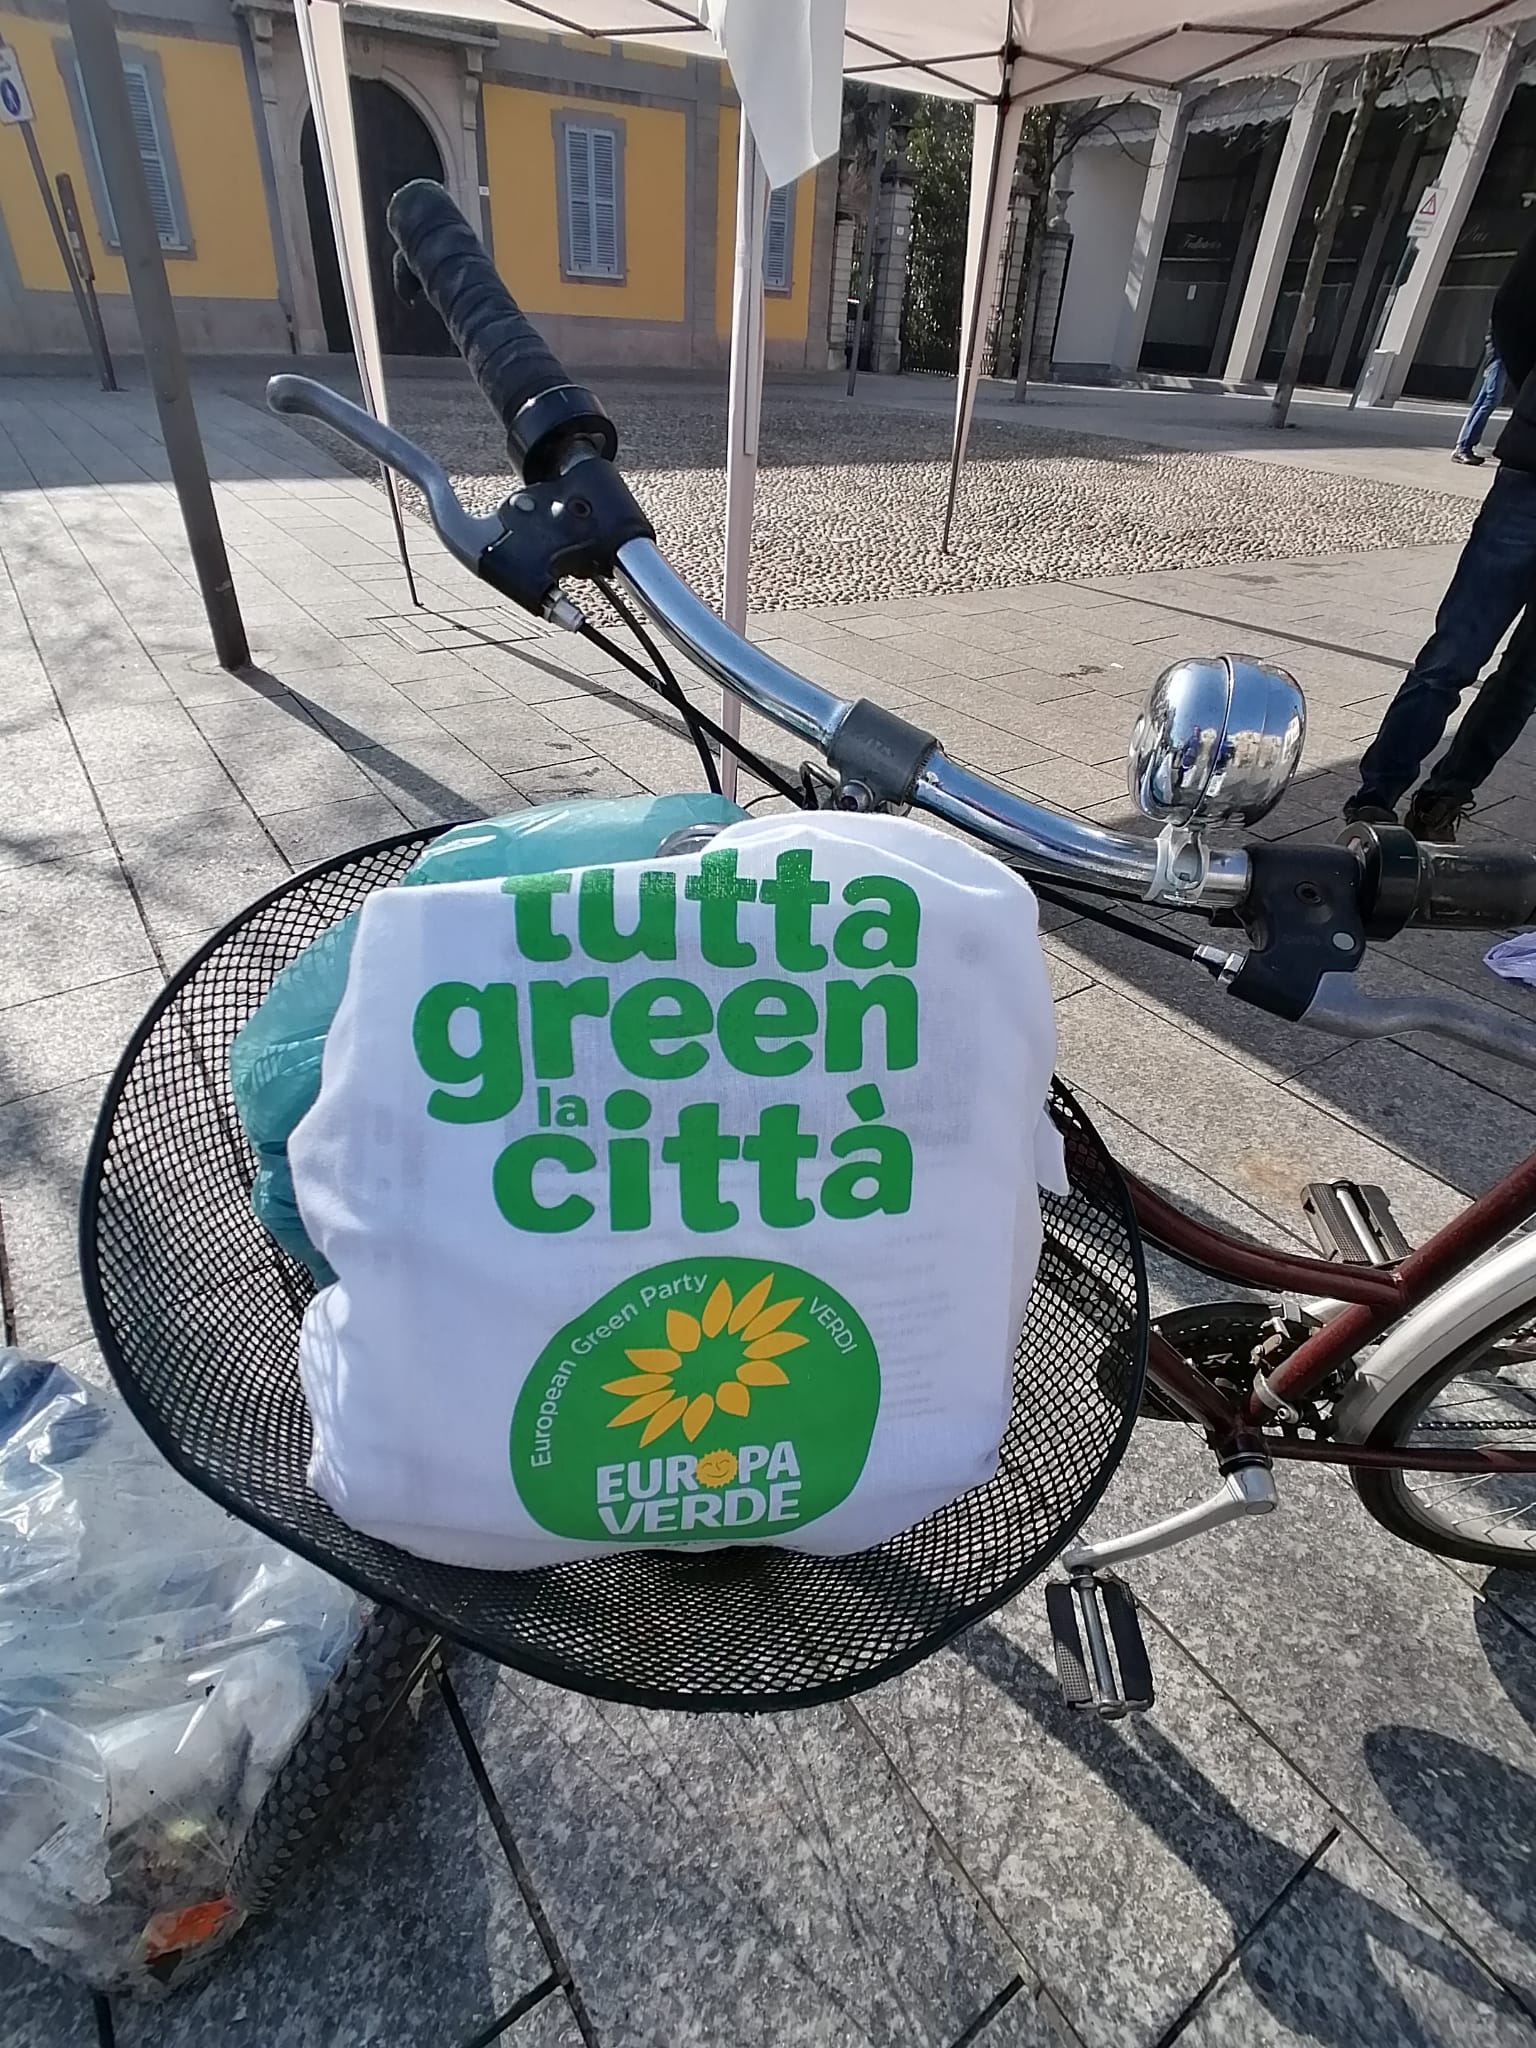 tutta
green
la
città
European Green Party
VERDI
EUROPA
VERDE